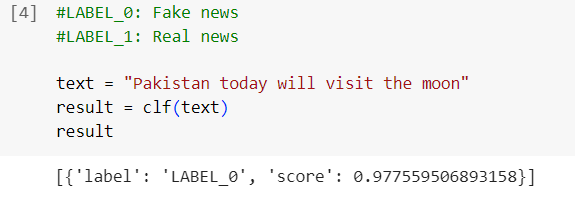 [4] #LABEL_0: Fake news
#LABEL_1: Real news
text = "Pakistan today will visit the moon"
result = clf(text)
result
[{'label': 'LABEL_0', 'score': 0.977559506893158}]